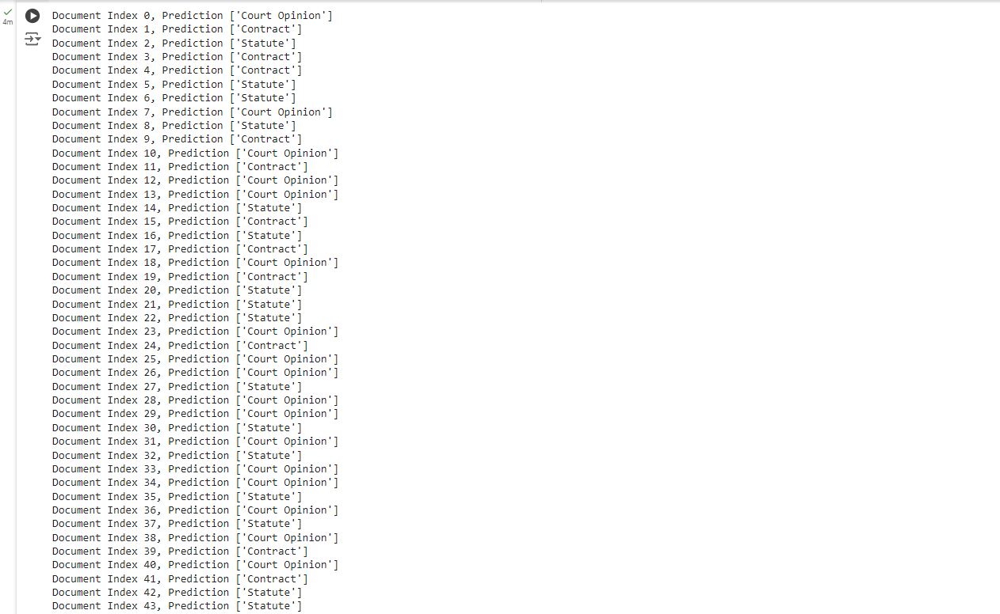 4m
Document Index 0, Prediction ['Court Opinion']
Document Index 1, Prediction ['Contract']
Document Index 2, Prediction ['Statute']
Document Index 3, Prediction ['Contract']
Document Index 4, Prediction ['Contract']
Document Index 5, Prediction ['Statute']
Document Index 6, Prediction ['Statute']
Document Index 7, Prediction ['Court Opinion']
Document Index 8, Prediction ['Statute']
Document Index 9, Prediction ['Contract']
Document Index 10, Prediction ['Court Opinion']
Document Index 11, Prediction ['Contract']
Document Index 12, Prediction ['Court Opinion']
Document Index 13, Prediction ['Court Opinion']
Document Index 14, Prediction ['Statute']
Document Index 15, Prediction ['Contract']
Document Index 16, Prediction ['Statute']
Document Index 17, Prediction ['Contract']
Document Index 18, Prediction ['Court Opinion']
Document Index 19, Prediction ['Contract']
Document Index 20, Prediction ['Statute']
Document Index 21, Prediction ['Statute']
Document Index 22, Prediction ['Statute']
Document Index 23, Prediction ['Court Opinion']
Document Index 24, Prediction ['Contract']
Document Index 25, Prediction ['Court Opinion']
Document Index 26, Prediction ['Court Opinion']
Document Index 27, Prediction ['Statute']
Document Index 28, Prediction ['Court Opinion']
Document Index 29, Prediction ['Court Opinion']
Document Index 30, Prediction ['Statute']
Document Index 31, Prediction ['Court Opinion']
Document Index 32, Prediction ['Statute']
Document Index 33, Prediction ['Court Opinion']
Document Index 34, Prediction ['Court Opinion']
Document Index 35, Prediction ['Statute']
Document Index 36, Prediction ['Court Opinion']
Document Index 37, Prediction ['Statute']
Document Index 38, Prediction ['Court Opinion']
Document Index 39, Prediction ['Contract']
Document Index 40, Prediction ['Court Opinion']
Document Index 41, Prediction ['Contract']
Document Index 42, Prediction ['Statute']
Document Index 43, Prediction ['Statute']